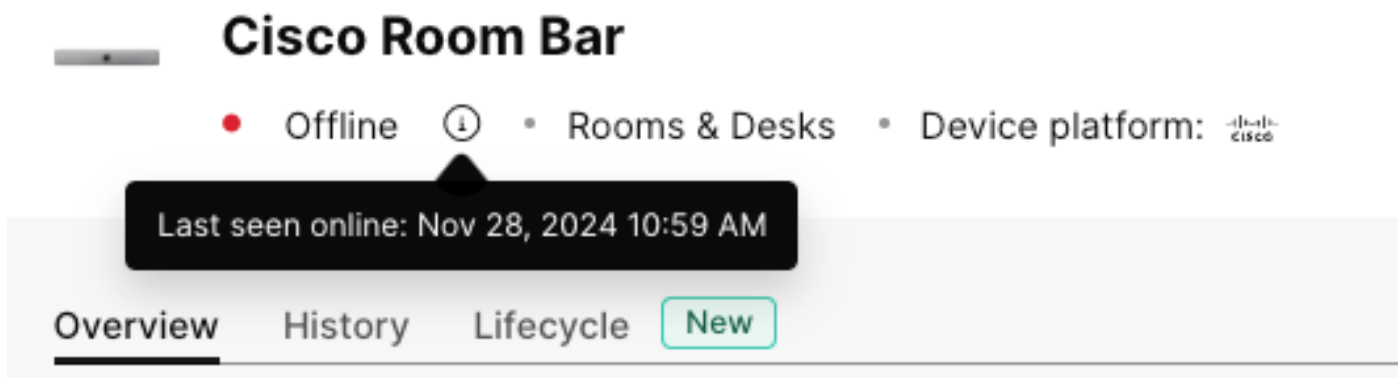 Cisco Room Bar
Offline Rooms & Desks Device platform: CISCO
Last seen online: Nov 28, 2024 10:59 AM
Overview History Lifecycle New